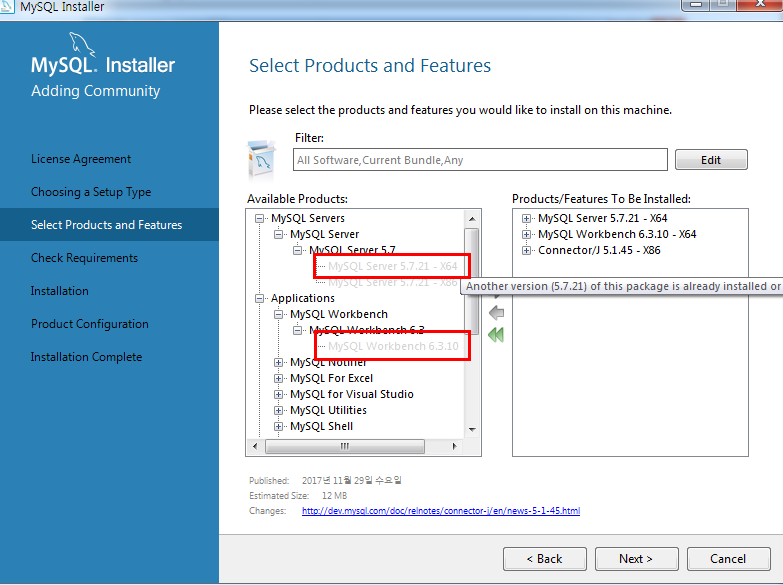 MySQL Installer
MySQL. Installer
Adding Community
License Agreement
Choosing a Setup Type
Select Products and Features
Check Requirements
Installation
Product Configuration
Installation Complete
Select Products and Features
Please select the products and features you would like to install on this machine.
Filter:
All Software,Current Bundle,Any
Edit
Available Products:
MySQL Servers
MySQL Server
MySQL Server 5.7
MySQL Server 5.7.21 - X64
MySQL Server 5.7.21 - X86
Applications
MySQL Workbench
MySQL Workbench 6.3
MySQL Workbench 6.3.10
MySQL Notifier
MySQL For Excel
MySQL for Visual Studio
MySQL Utilities
MySQL Shell
Products/Features To Be Installed:
MySQL Server 5.7.21 - X64
MySQL Workbench 6.3.10 - X64
Connector/J 5.1.45 - X86
Another version (5.7.21) of this package is already installed or
Published: 2017년 11월 29일 수요일
Estimated Size: 12 MB
Changes: http://dev.mysql.com/doc/relnotes/connector-j/en/news-5-1-45.html
< Back
Next >
Cancel